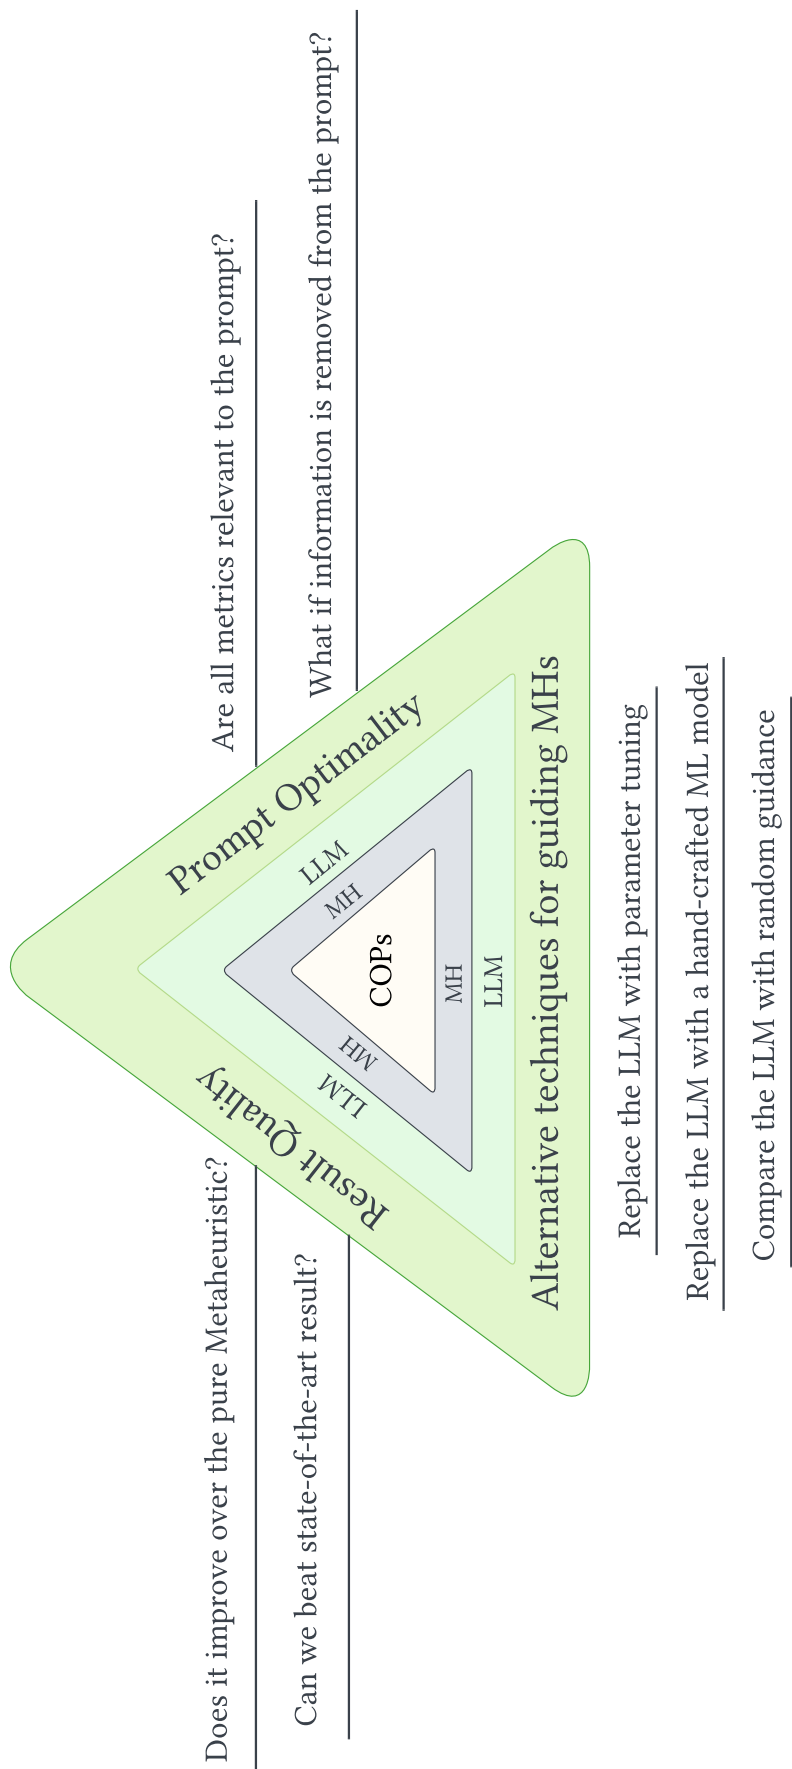 Does it improve over the pure Metaheuristic?
Can we beat state-of-the-art result?
Are all metrics relevant to the prompt?
What if information is removed from the prompt?
Result Quality
Prompt Optimality
LLM
MH
LLM
MH
COPs
MH
LLM
Alternative techniques for guiding MHs
Replace the LLM with parameter tuning
Replace the LLM with a hand-crafted ML model
Compare the LLM with random guidance